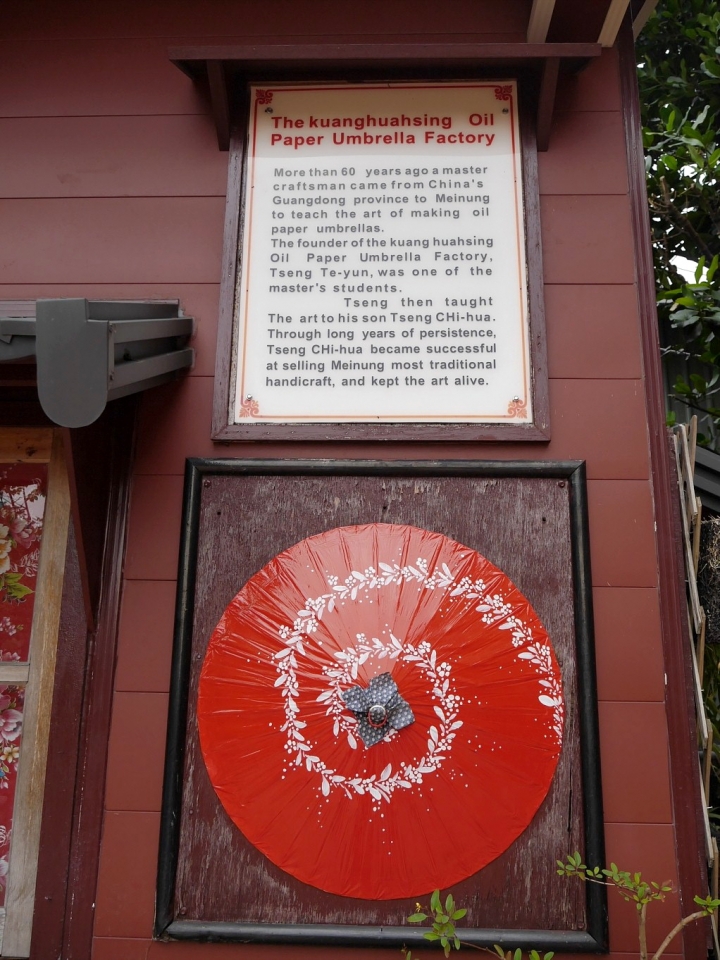 The kuanghuahsing Oil
Paper Umbrella Factory
More than 60 years ago a master
craftsman came from China's
Guangdong province to Meinung
to teach the art of making oil
paper umbrellas.
The founder of the kuang huahsing
Oil Paper Umbrella Factory,
Tseng Te-yun, was one of the
master's students.
Tseng then taught
The art to his son Tseng CHi-hua.
Through long years of persistence,
Tseng CHi-hua became successful
at selling Meinung most traditional
handicraft, and kept the art alive.